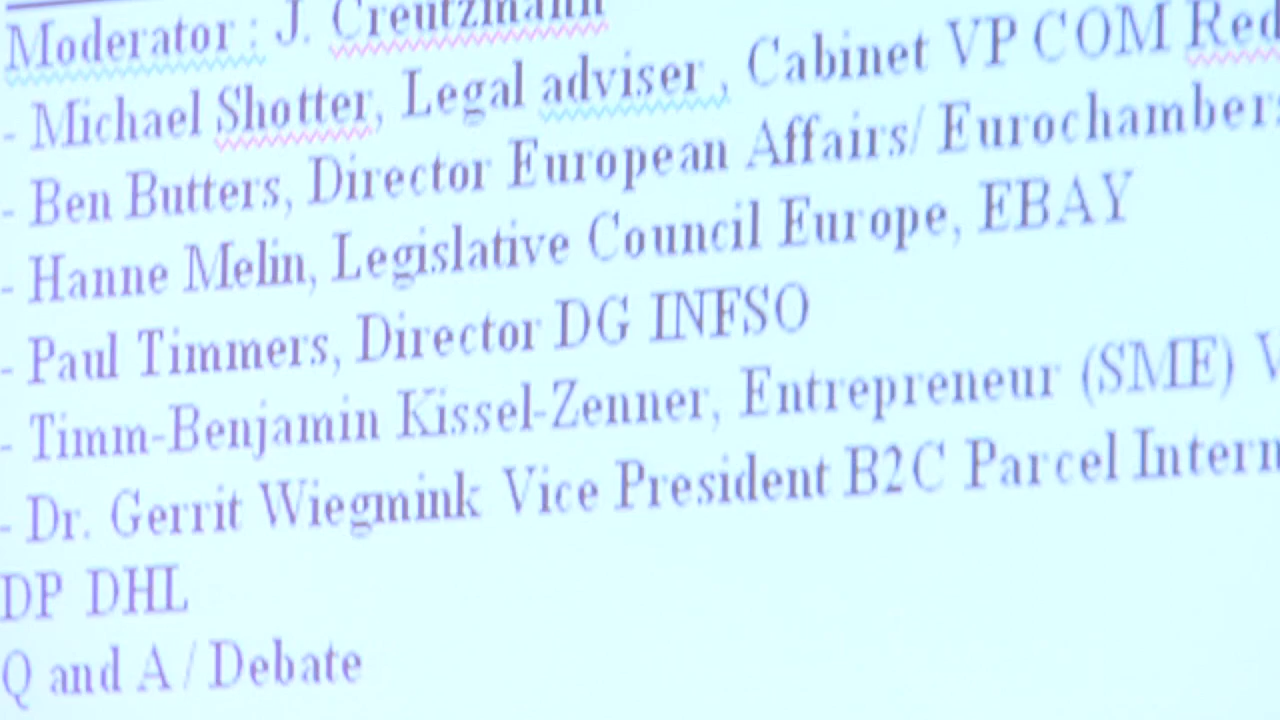 Moderator : J. Creutzmann
- Michael Shotter, Legal adviser , Cabinet VP COM Red
- Ben Butters, Director European Affairs/ Eurochambers
- Hanne Melin, Legislative Council Europe, EBAY
- Paul Timmers, Director DG INFSO
- Timm-Benjamin Kissel-Zenner, Entrepreneur (SME) V
- Dr. Gerrit Wiegmink Vice President B2C Parcel Intern
DP DHL
Q and A / Debate